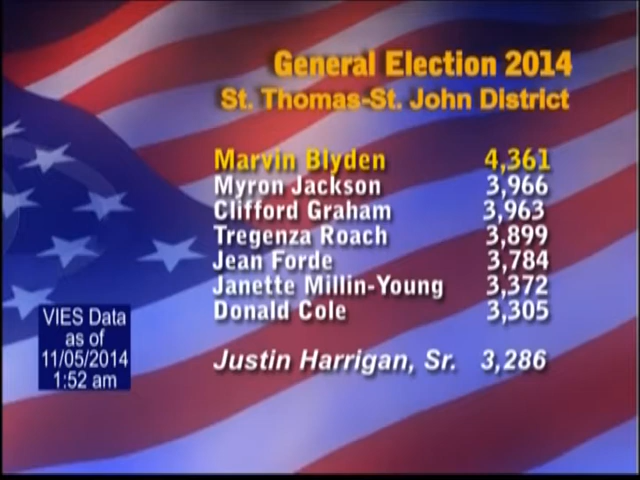 General Election 2014
St. Thomas-St. John District
Marvin Blyden 4,361
Myron Jackson 3,966
Clifford Graham 3,963
Tregenza Roach 3,899
Jean Forde 3,784
Janette Millin-Young 3,372
Donald Cole 3,305
Justin Harrigan, Sr. 3,286
VIES Data
as of
11/05/2014
1:52 am